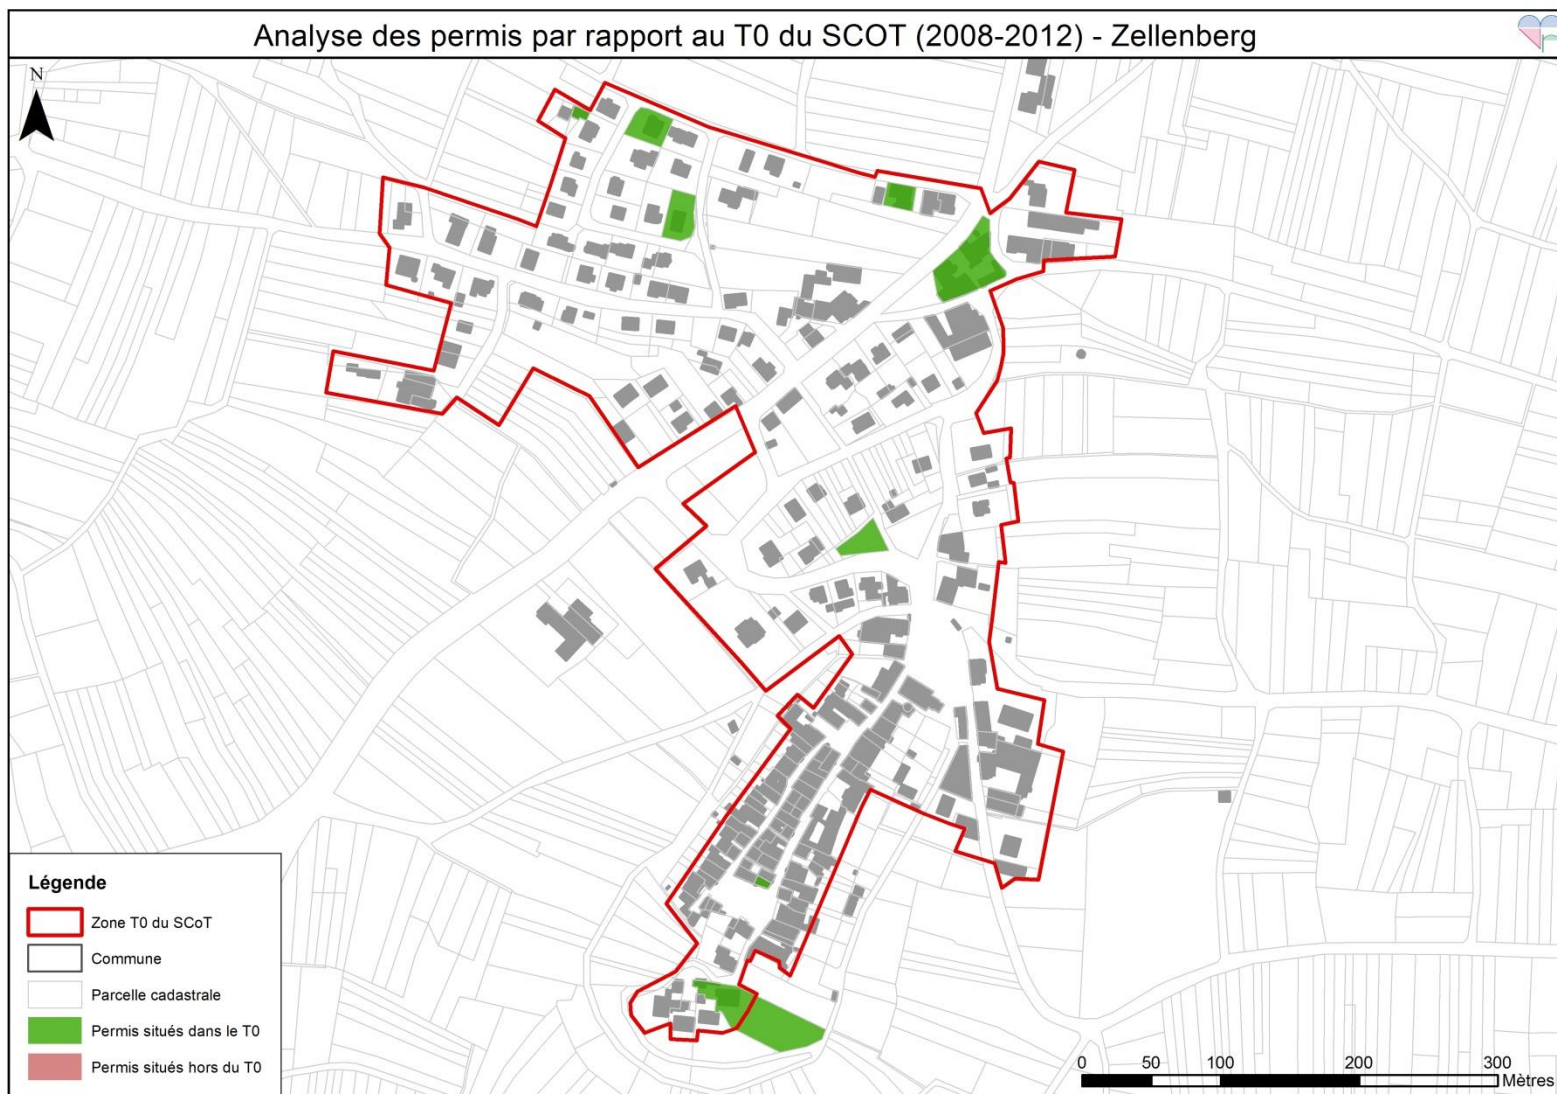 Analyse des permis par rapport au T0 du SCOT (2008-2012) - Zellenberg
N
Légende
Zone T0 du SCoT
Commune
Parcelle cadastrale
Permis situés dans le T0
Permis situés hors du T0
0 50 100 200 300
Mètres